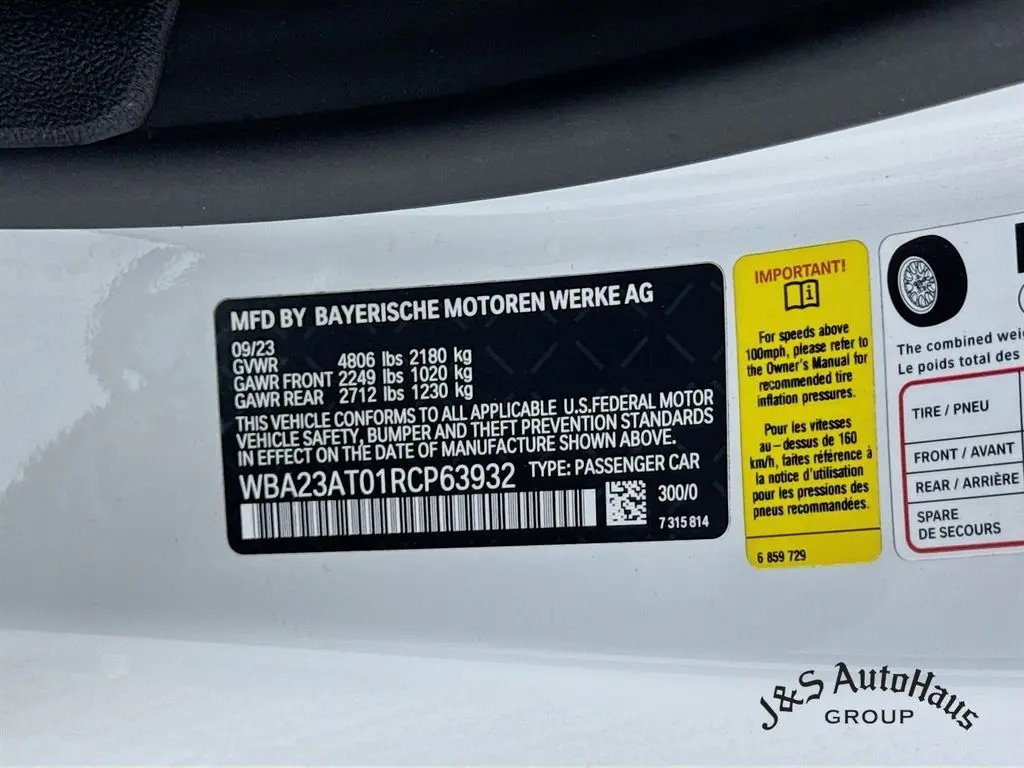 MFD BY BAYERISCHE MOTOREN WERKE AG
09/23
GVWR 4806 lbs 2180 kg
GAWR FRONT 2249 lbs 1020 kg
GAWR REAR 2712 lbs 1230 kg
THIS VEHICLE CONFORMS TO ALL APPLICABLE U.S.FEDERAL MOTOR
VEHICLE SAFETY, BUMPER AND THEFT PREVENTION STANDARDS
IN EFFECT ON THE DATE OF MANUFACTURE SHOWN ABOVE.
WBA23AT01RCP63932 TYPE: PASSENGER CAR
300/0
7 315 814
IMPORTANT!
For speeds above
100mph, please refer to
the Owner's Manual for
recommended tire
inflation pressures.
Pour les vitesses
au-dessus de 160
km/h, faites référence à
la notice d'utilisation
pour les pressions des
pneus recommandées.
6 859 729
The combined
Le poids total des
TIRE / PNEU
FRONT / AVANT
REAR / ARRIÈRE
SPARE
DE SECOURS
J&S AutoHaus
GROUP